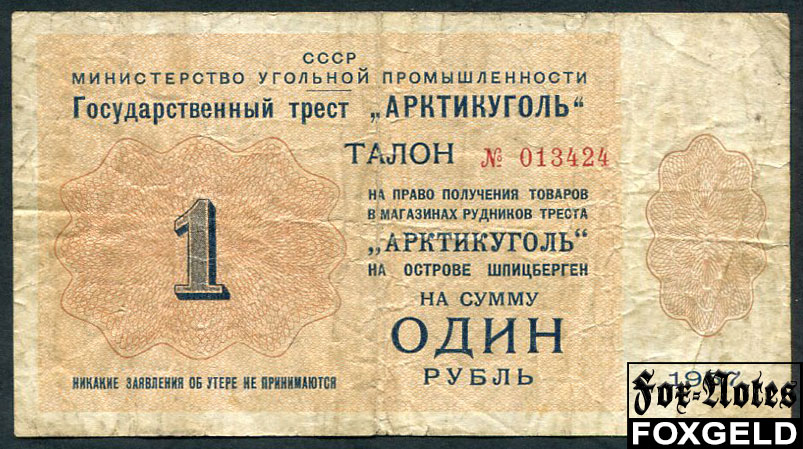 СССР
МИНИСТЕРСТВО УГОЛЬНОЙ ПРОМЫШЛЕННОСТИ
Государственный трест „АРКТИКУГОЛЬ“
ТАЛОН № 013424
НА ПРАВО ПОЛУЧЕНИЯ ТОВАРОВ
В МАГАЗИНАХ РУДНИКОВ ТРЕСТА
„АРКТИКУГОЛЬ“
НА ОСТРОВЕ ШПИЦБЕРГЕН
НА СУММУ
ОДИН
РУБЛЬ
1
НИКАКИЕ ЗАЯВЛЕНИЯ ОБ УТЕРЕ НЕ ПРИНИМАЮТСЯ
Fox-Notes
FOXGELD